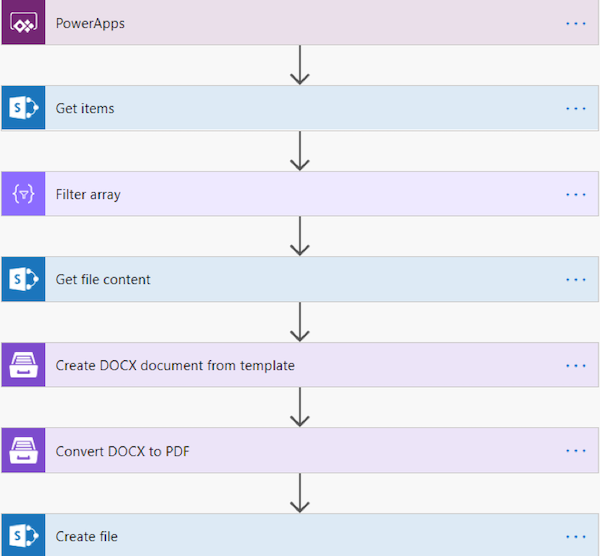 PowerApps
Get items
Filter array
Get file content
Create DOCX document from template
Convert DOCX to PDF
Create file